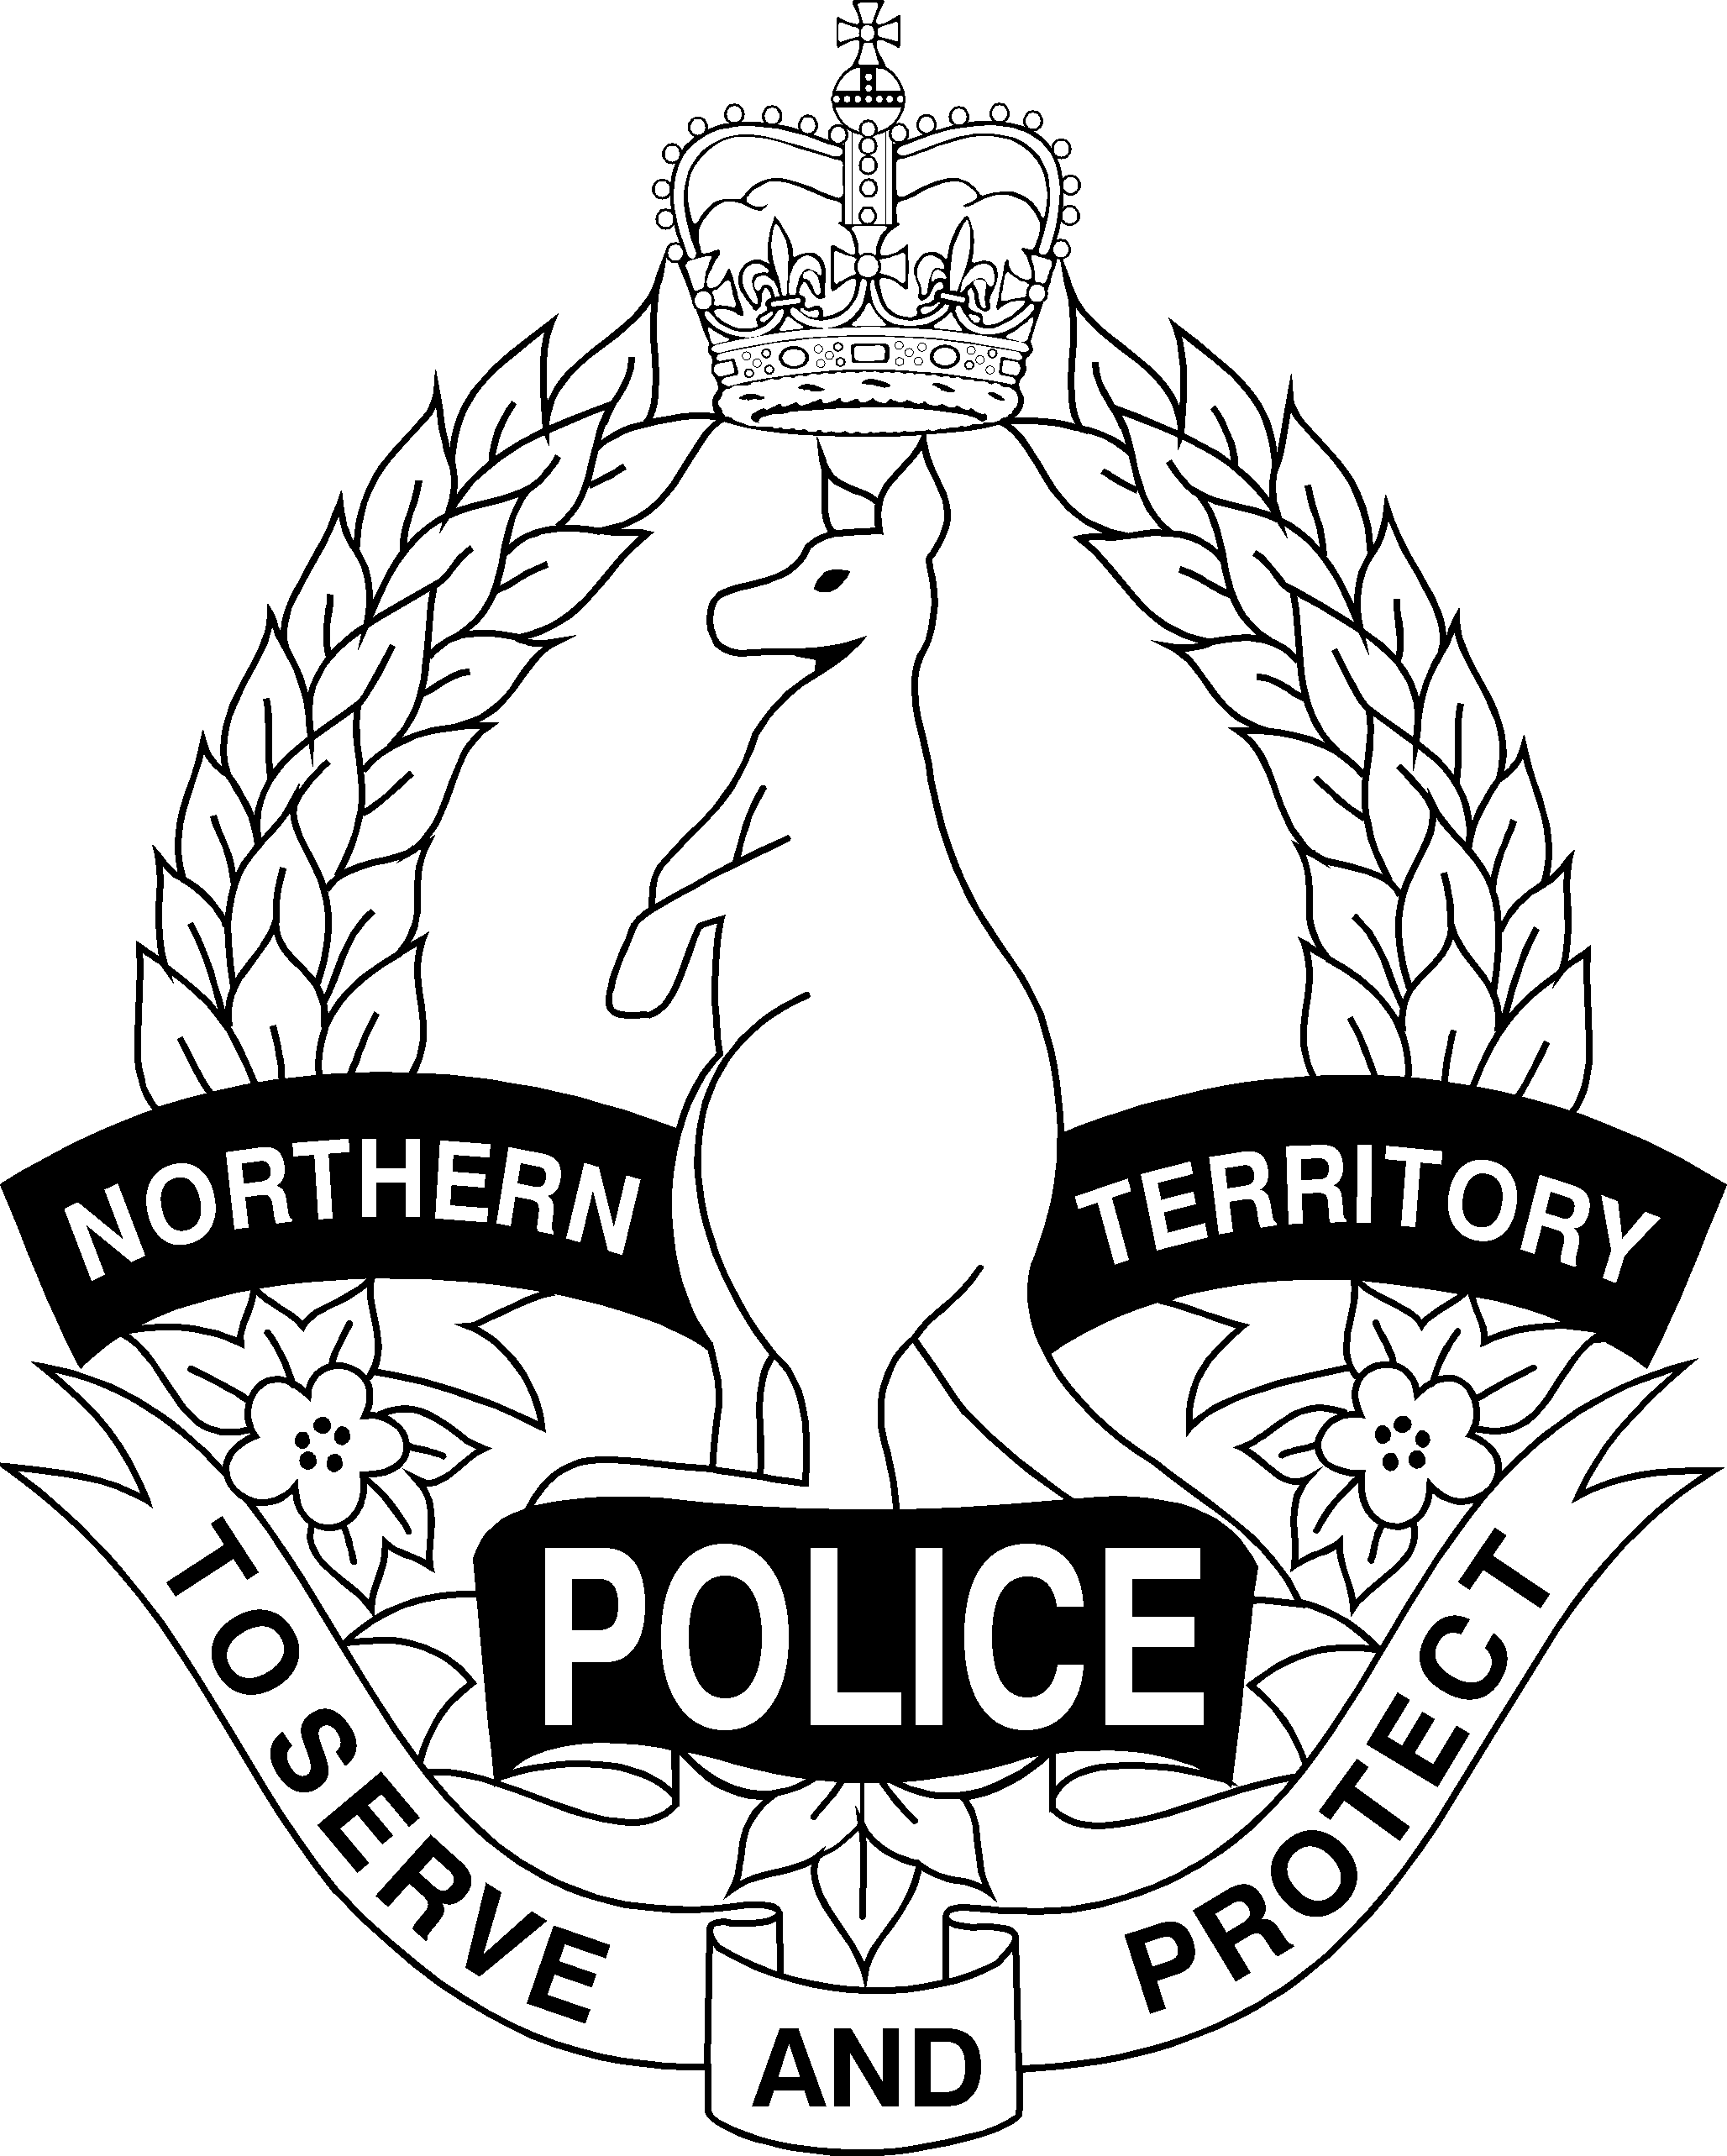 NORTHERN TERRITORY
POLICE
TO SERVE
AND
PROTECT